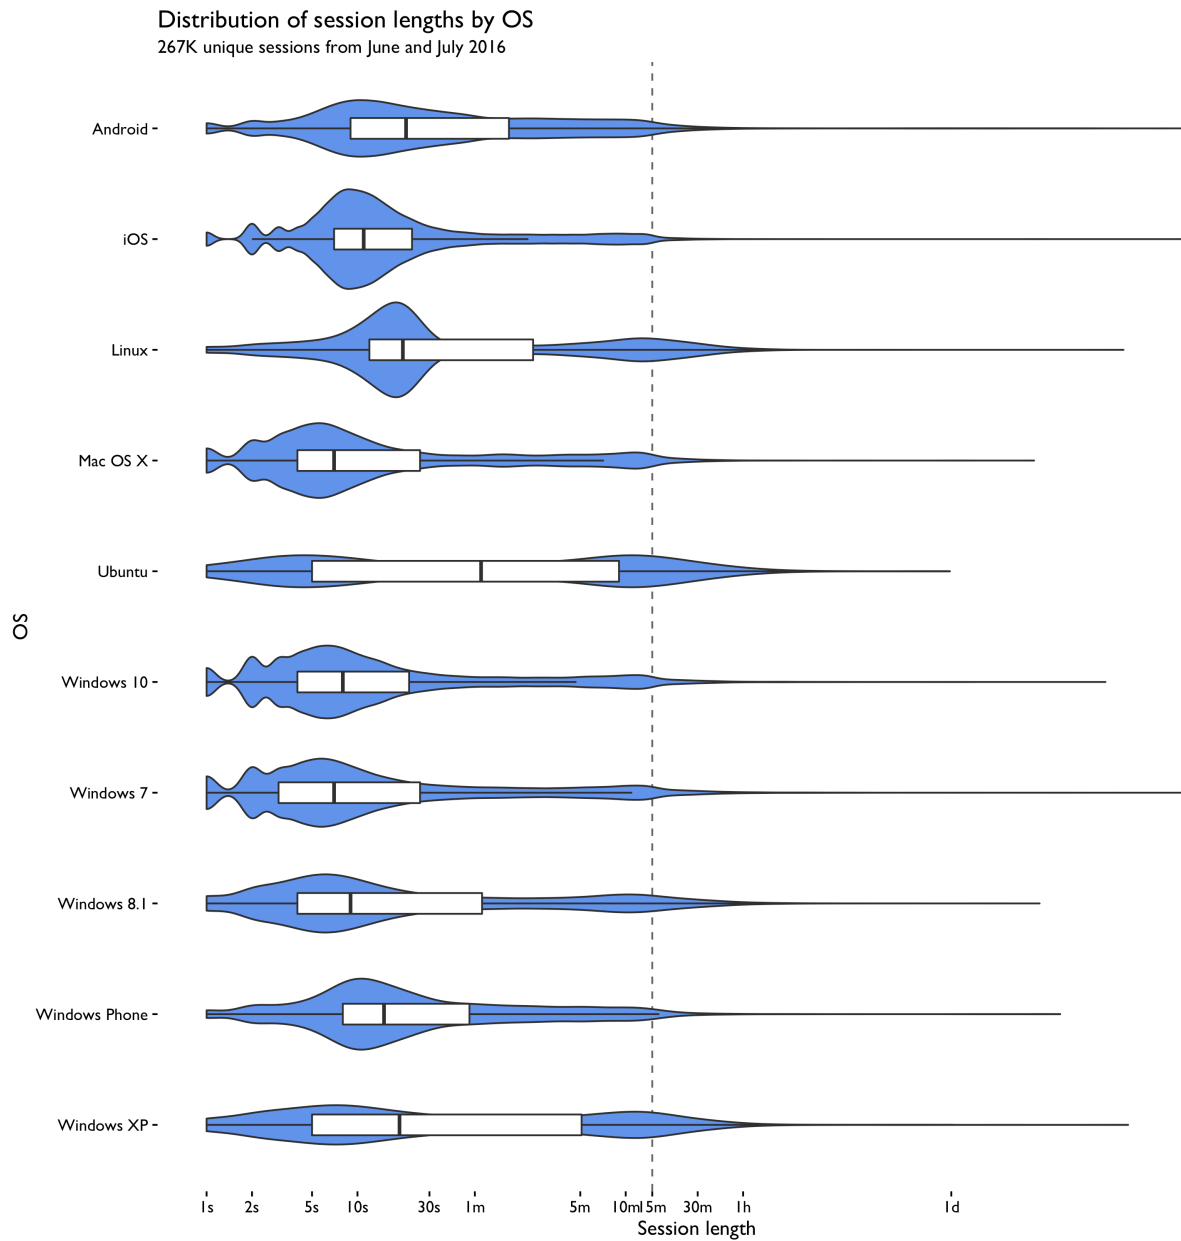 Distribution of session lengths by OS
267K unique sessions from June and July 2016
Android
iOS
Linux
Mac OS X
Ubuntu
OS
Windows 10
Windows 7
Windows 8.1
Windows Phone
Windows XP
1s 2s 5s 10s 30s 1m 5m 10m 15m 30m 1h 1d
Session length